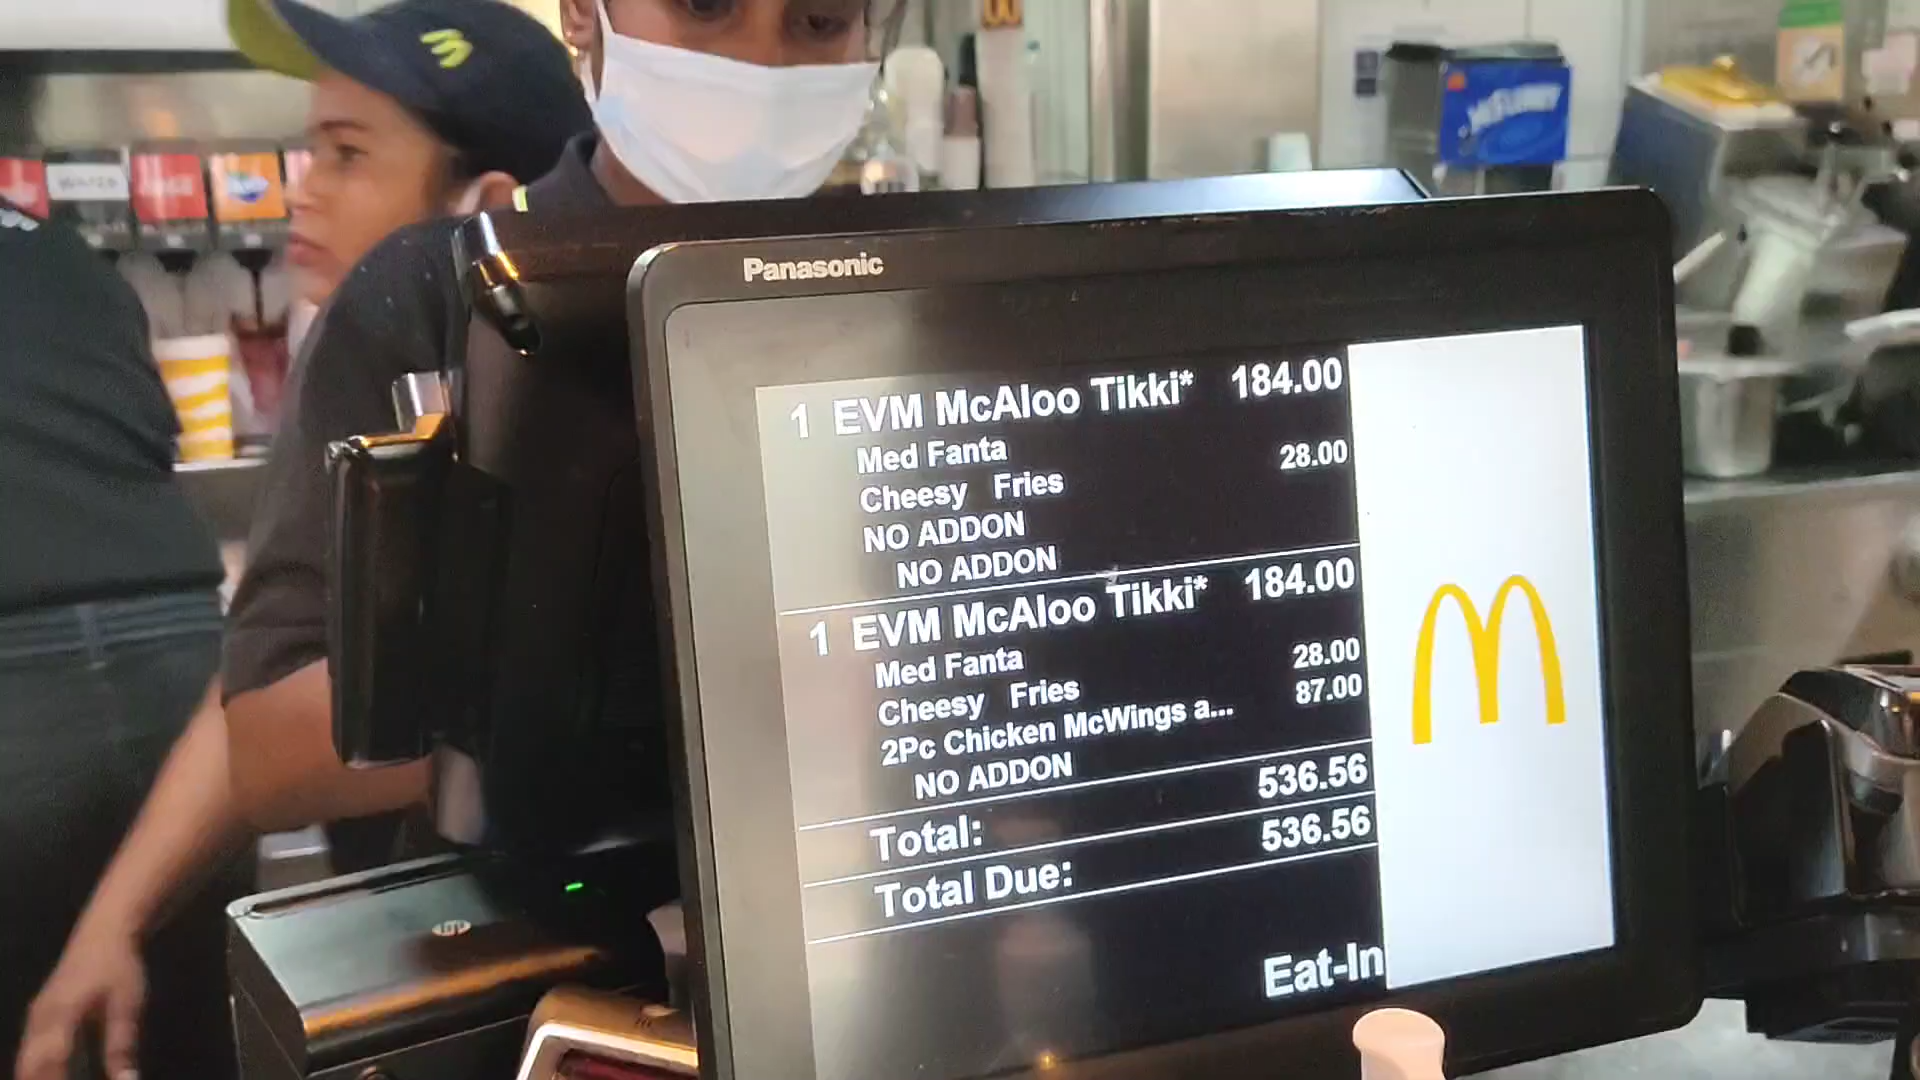 Panasonic
1 EVM McAloo Tikki* 184.00
Med Fanta
Cheesy Fries 28.00
NO ADDON
NO ADDON
1 EVM McAloo Tikki* 184.00
Med Fanta
Cheesy Fries 28.00
2Pc Chicken McWings a... 87.00
NO ADDON
Total: 536.56
Total Due: 536.56
Eat-In
McFlurry